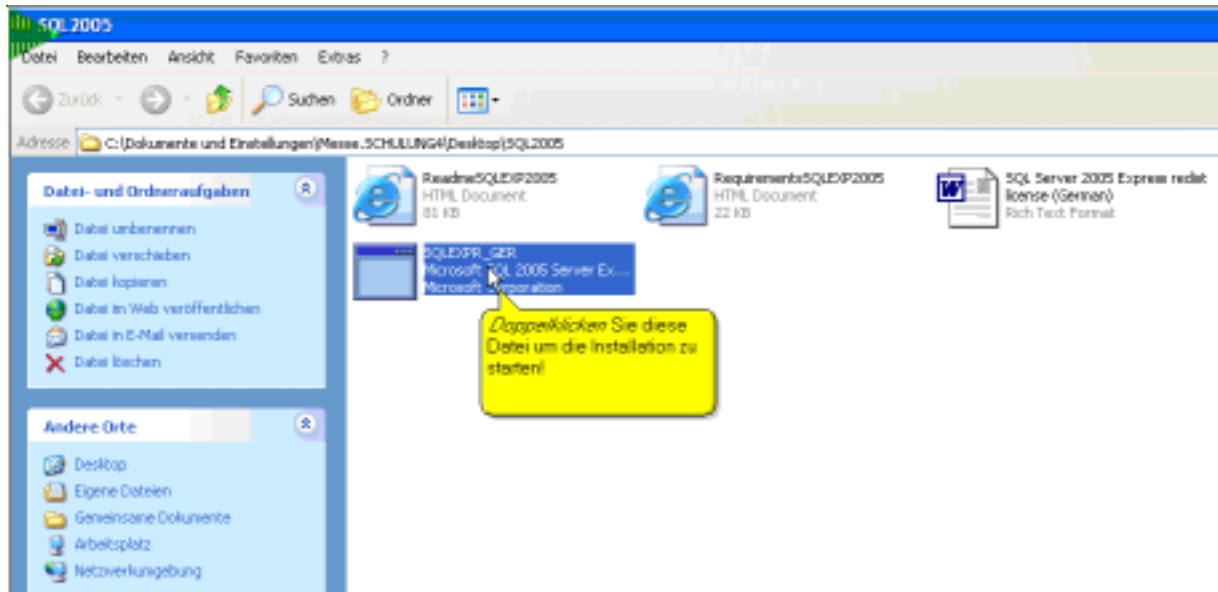 SQL2005
Datei Bearbeiten Ansicht Favoriten Extras ?
Zurück Suchen Ordner
Adresse C:\Dokumente und Einstellungen\Messe.SCHULUNG4\Desktop\SQL2005
Datei- und Ordneraufgaben
Datei umbenennen
Datei verschieben
Datei kopieren
Datei im Web veröffentlichen
Datei in E-Mail versenden
Datei löschen
Andere Orte
Desktop
Eigene Dateien
Gemeinsame Dokumente
Arbeitsplatz
Netzwerkumgebung
ReadmeSQLEXP2005
HTML Document
81 KB
RequirementsSQLEXP2005
HTML Document
22 KB
SQL Server 2005 Express redist
license (German)
Rich Text Format
SQLEXPR_GER
Microsoft SQL 2005 Server Ex....
Microsoft Corporation
Doppelklicken Sie diese
Datei um die Installation zu
starten!